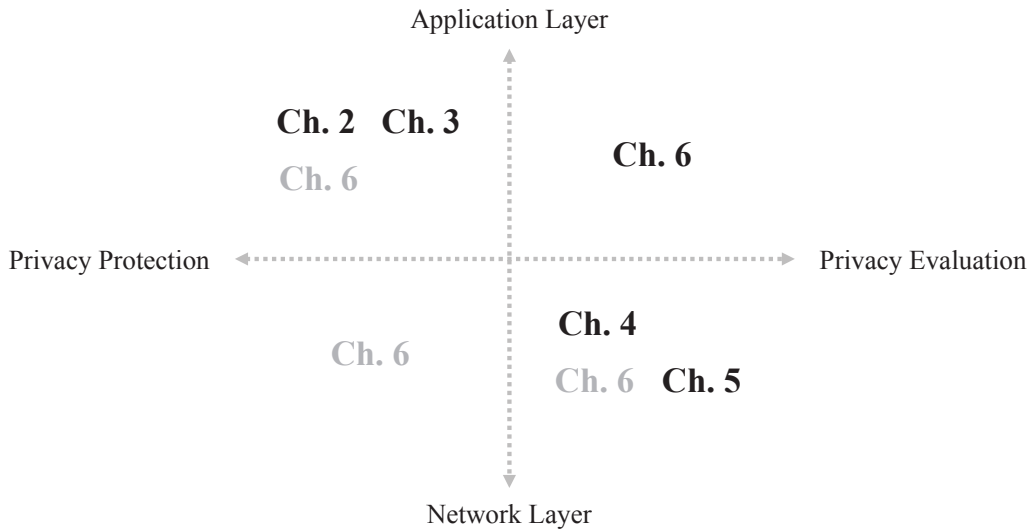 Application Layer
Ch. 2 Ch. 3
Ch. 6
Ch. 6
Privacy Protection
Privacy Evaluation
Ch. 4
Ch. 6
Ch. 6 Ch. 5
Network Layer